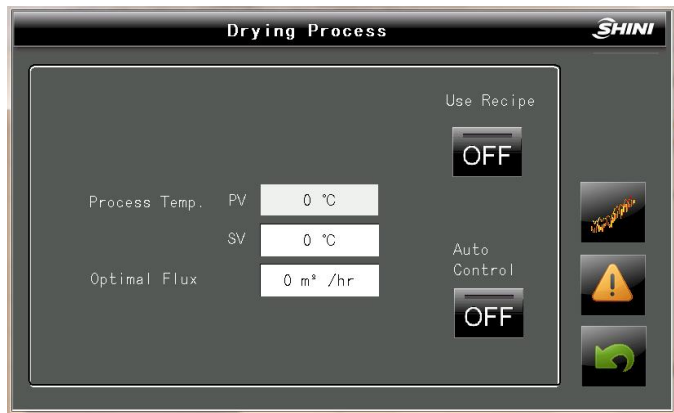 Drying Process
SHINI
Use Recipe
OFF
Process Temp. PV 0 ℃
SV 0 ℃
Auto
Control
Optimal Flux 0 m³ /hr
OFF